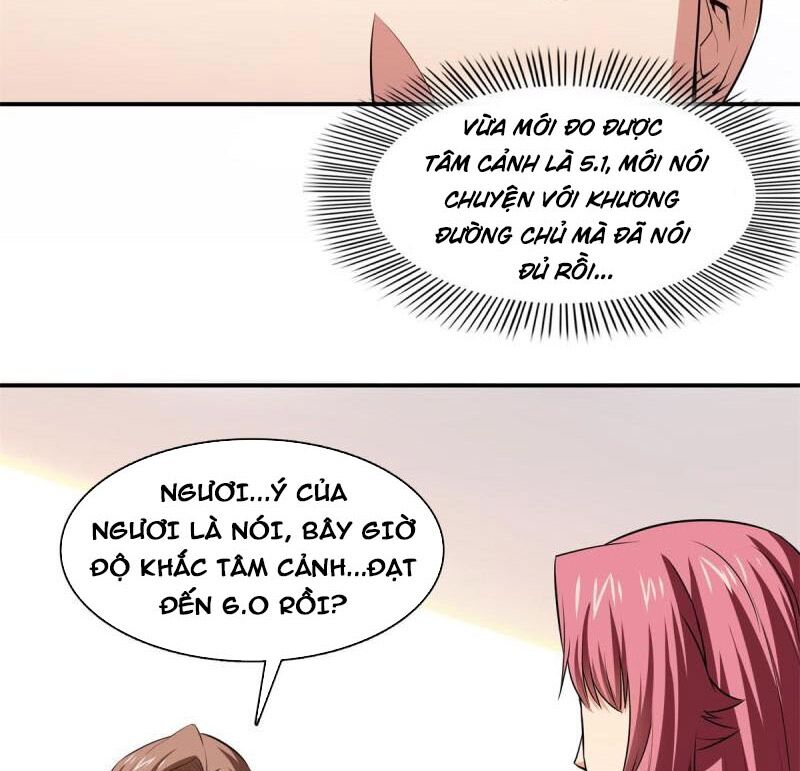 VỪA MỚI ĐO ĐƯỢC
TÂM CẢNH LÀ 5.1, MỚI NÓI
CHUYỆN VỚI KHƯƠNG
ĐƯỜNG CHỦ MÀ ĐÃ NÓI
ĐỦ RỒI...
NGƯƠI...Ý CỦA
NGƯƠI LÀ NÓI, BÂY GIỜ
ĐỘ KHẮC TÂM CẢNH...ĐẠT
ĐẾN 6.0 RỒI?